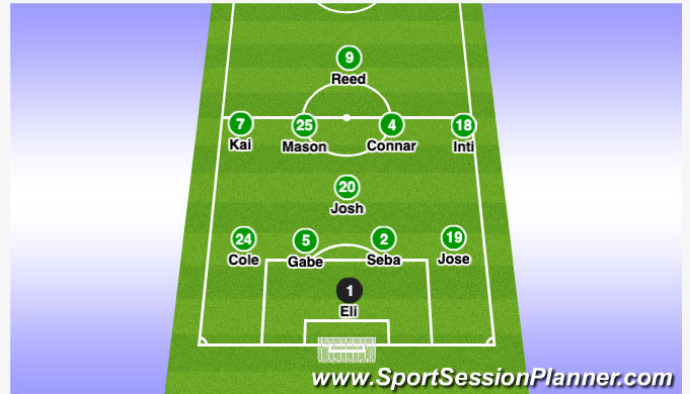 9
Reed
7
25
4
18
Kai
Mason
Connar
Inti
20
Josh
24
5
2
19
Cole
Gabe
Seba
Jose
1
Eli
www.SportSessionPlanner.com